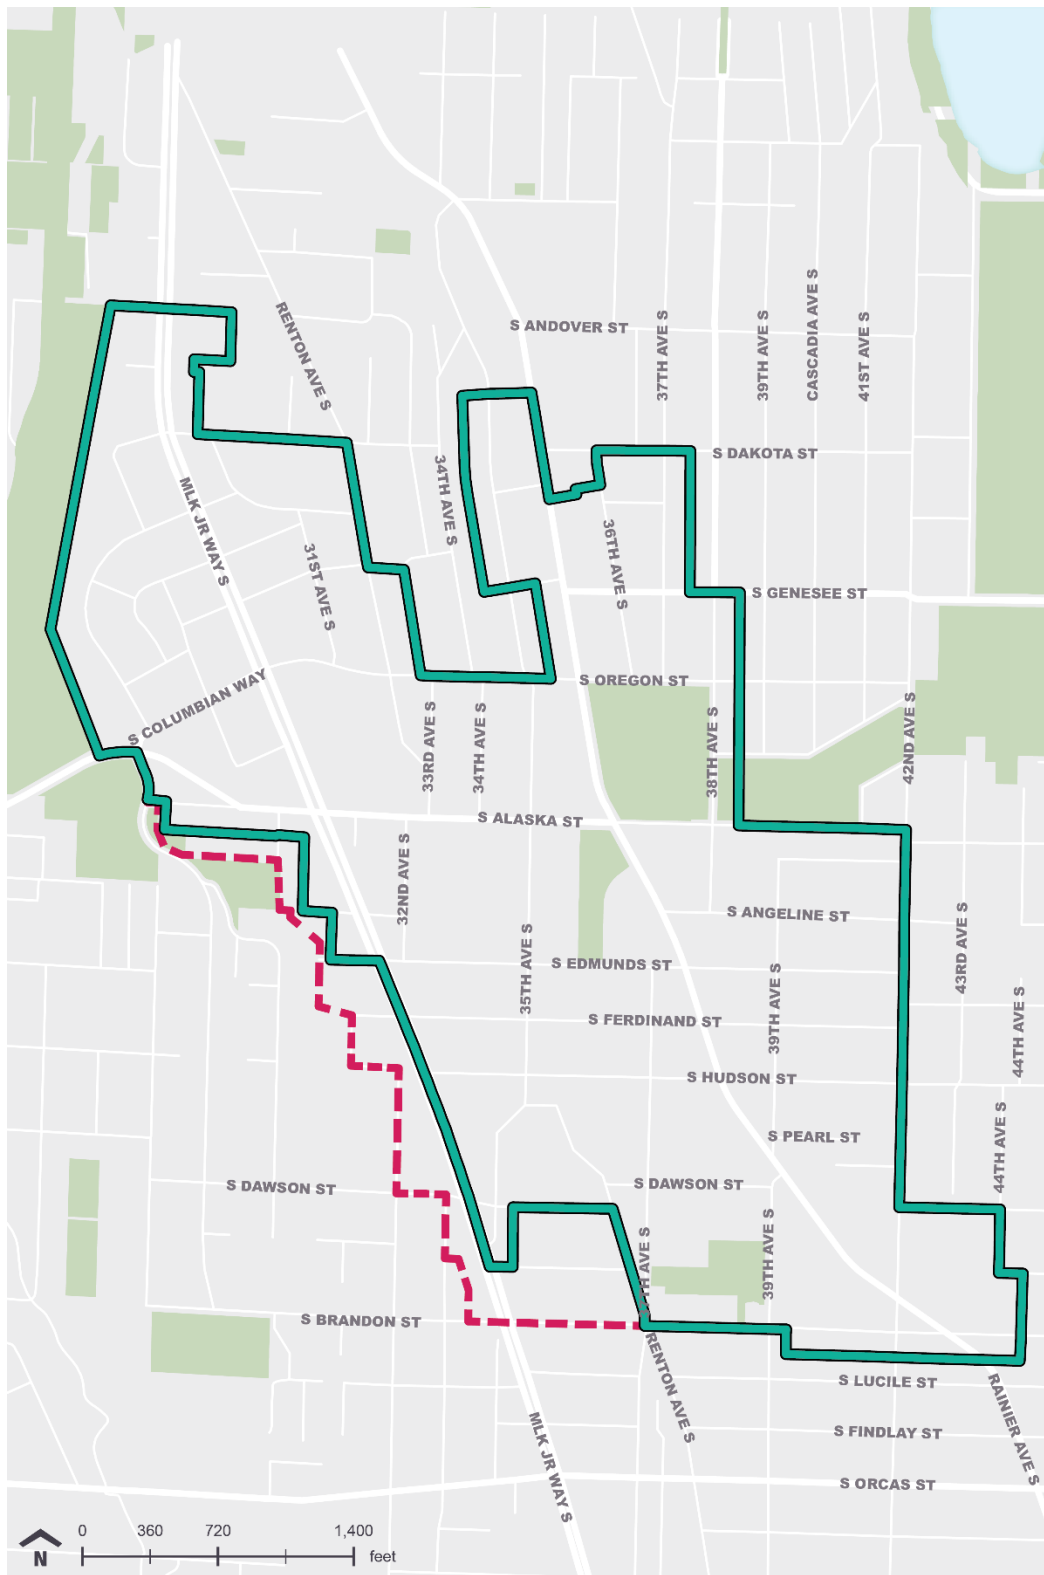 S ANDOVER ST
RENTON AVE S
37TH AVE S
39TH AVE S
CASCADIA AVE S
41ST AVE S
S DAKOTA ST
34TH AVE S
MLK JR WAY S
31ST AVE S
36TH AVE S
S GENESEE ST
S OREGON ST
S COLUMBIAN WAY
33RD AVE S
34TH AVE S
38TH AVE S
42ND AVE S
S ALASKA ST
32ND AVE S
S ANGELINE ST
43RD AVE S
35TH AVE S
S EDMUNDS ST
39TH AVE S
S FERDINAND ST
44TH AVE S
S HUDSON ST
S PEARL ST
44TH AVE S
S DAWSON ST
S DAWSON ST
TH AVE S
39TH AVE S
S BRANDON ST
RENTON AVE S
S LUCILE ST
RAINIER AVE S
MLK JR WAY S
S FINDLAY ST
S ORCAS ST
N
0 360 720 1,400
feet